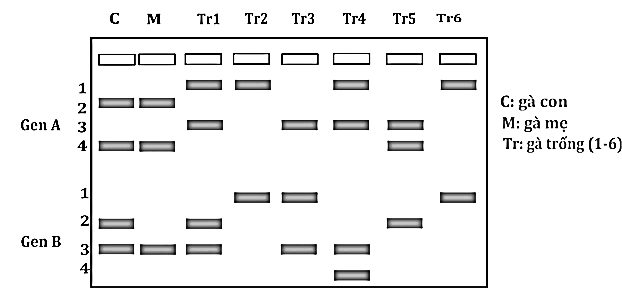 C M Tr1 Tr2 Tr3 Tr4 Tr5 Tr6
Gen A
1
2
3
4
Gen B
1
2
3
4
C: gà con
M: gà mẹ
Tr: gà trống (1-6)